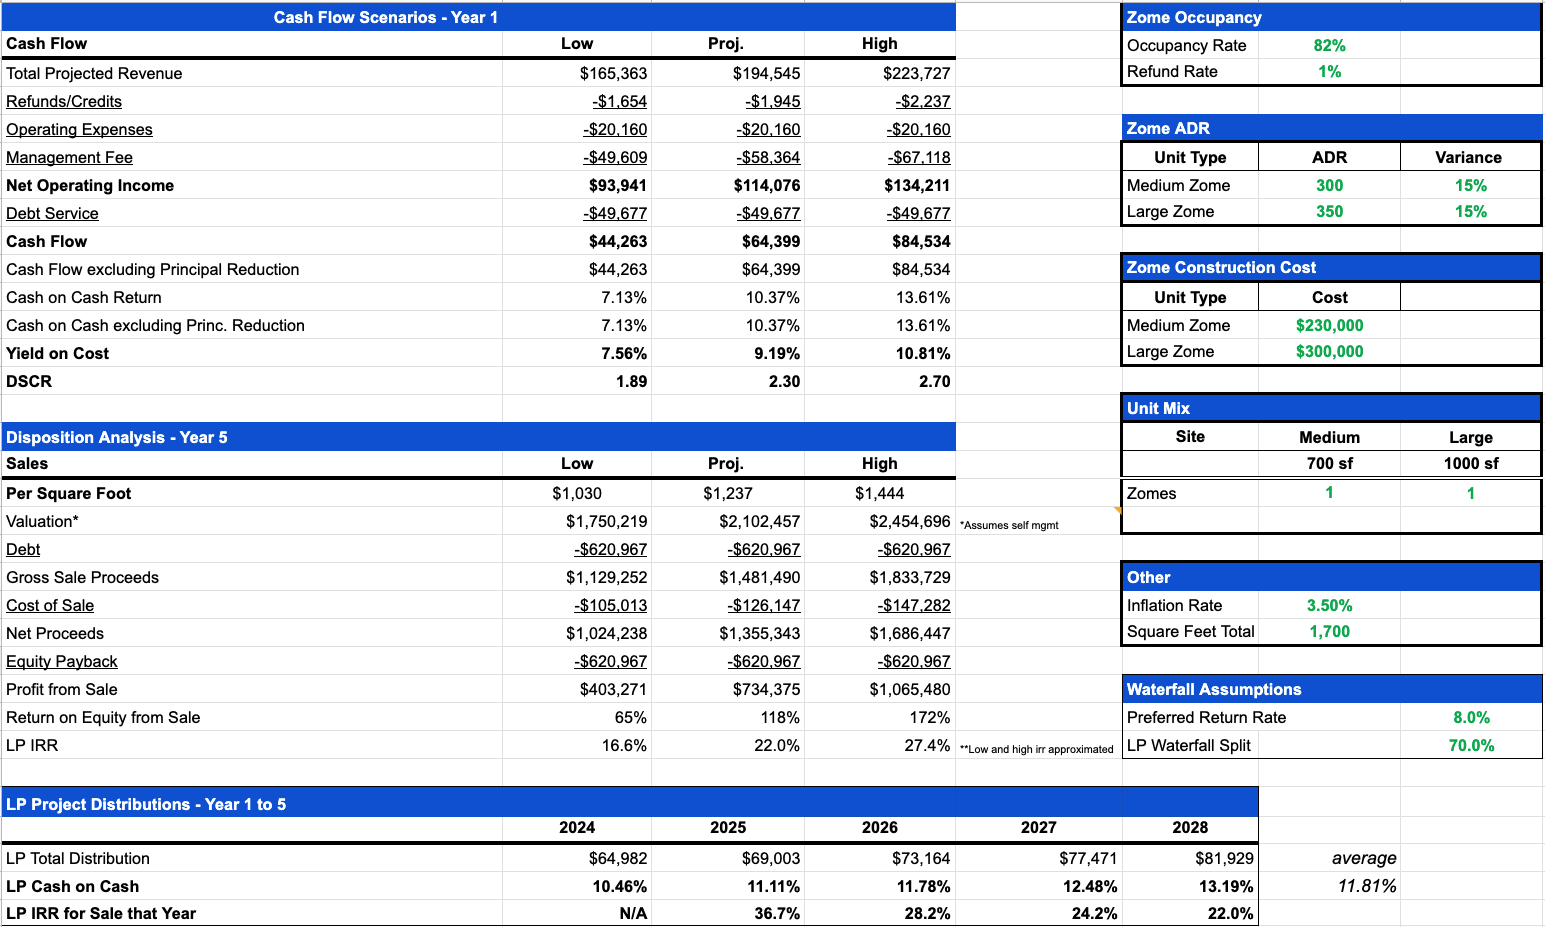 Cash Flow Scenarios - Year 1
Cash Flow Low Proj. High
Total Projected Revenue $165,363 $194,545 $223,727
Refunds/Credits -$1,654 -$1,945 -$2,237
Operating Expenses -$20,160 -$20,160 -$20,160
Management Fee -$49,609 -$58,364 -$67,118
Net Operating Income $93,941 $114,076 $134,211
Debt Service -$49,677 -$49,677 -$49,677
Cash Flow $44,263 $64,399 $84,534
Cash Flow excluding Principal Reduction $44,263 $64,399 $84,534
Cash on Cash Return 7.13% 10.37% 13.61%
Cash on Cash excluding Princ. Reduction 7.13% 10.37% 13.61%
Yield on Cost 7.56% 9.19% 10.81%
DSCR 1.89 2.30 2.70
Disposition Analysis - Year 5
Sales Low Proj. High
Per Square Foot $1,030 $1,237 $1,444
Valuation* $1,750,219 $2,102,457 $2,454,696 *Assumes self mgmt
Debt -$620,967 -$620,967 -$620,967
Gross Sale Proceeds $1,129,252 $1,481,490 $1,833,729
Cost of Sale -$105,013 -$126,147 -$147,282
Net Proceeds $1,024,238 $1,355,343 $1,686,447
Equity Payback -$620,967 -$620,967 -$620,967
Profit from Sale $403,271 $734,375 $1,065,480
Return on Equity from Sale 65% 118% 172%
LP IRR 16.6% 22.0% 27.4% **Low and high irr approximated
LP Project Distributions - Year 1 to 5
2024 2025 2026 2027 2028
LP Total Distribution $64,982 $69,003 $73,164 $77,471 $81,929 average
LP Cash on Cash 10.46% 11.11% 11.78% 12.48% 13.19% 11.81%
LP IRR for Sale that Year N/A 36.7% 28.2% 24.2% 22.0%
Zome Occupancy
Occupancy Rate 82%
Refund Rate 1%
Zome ADR
Unit Type ADR Variance
Medium Zome 300 15%
Large Zome 350 15%
Zome Construction Cost
Unit Type Cost
Medium Zome $230,000
Large Zome $300,000
Unit Mix
Site Medium Large
700 sf 1000 sf
Zomes 1 1
Other
Inflation Rate 3.50%
Square Feet Total 1,700
Waterfall Assumptions
Preferred Return Rate 8.0%
LP Waterfall Split 70.0%